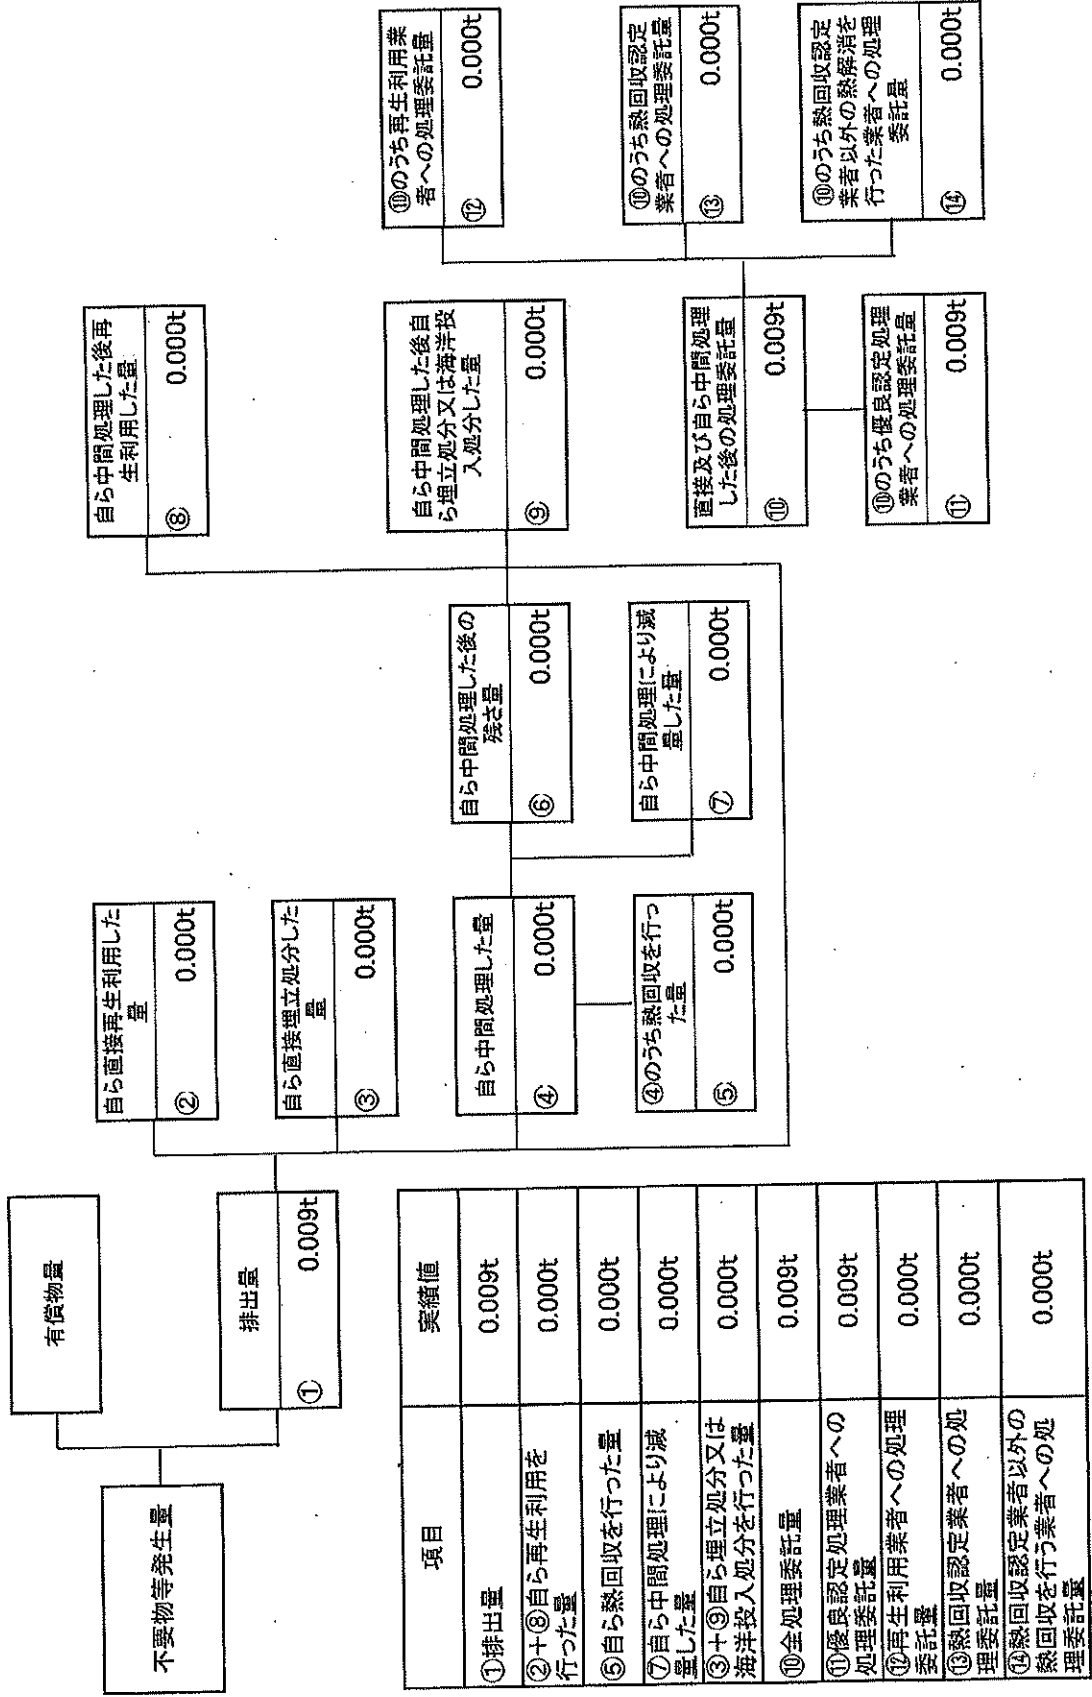 不要物等発生量
有償物量
排出量
① 0.009t
自ら直接再生利用した
量
② 0.000t
自ら直接埋立処分した
量
③ 0.000t
自ら中間処理した量
④ 0.000t
④のうち熱回収を行っ
た量
⑤ 0.000t
自ら中間処理した後の
残さ量
⑥ 0.000t
自ら中間処理により減
量した量
⑦ 0.000t
自ら中間処理した後再
生利用した量
⑧ 0.000t
自ら中間処理した後自
ら埋立処分又は海洋投
入処分した量
⑨ 0.000t
直接及び自ら中間処理
した後の処理委託量
⑩ 0.009t
⑩のうち優良認定処理
業者への処理委託量
⑪ 0.009t
⑩のうち再生利用業
者への処理委託量
⑫ 0.000t
⑩のうち熱回収認定
業者への処理委託量
⑬ 0.000t
⑩のうち熱回収認定
業者以外の熱解消を
行った業者への処理
委託量
⑭ 0.000t
項目 実績値
①排出量 0.009t
②+⑧自ら再生利用を
行った量 0.000t
⑤自ら熱回収を行った量 0.000t
⑦自ら中間処理により減
量した量 0.000t
③+⑨自ら埋立処分又は
海洋投入処分を行った量 0.000t
⑩全処理委託量 0.009t
⑪優良認定処理業者への
処理委託量 0.009t
⑫再生利用業者への処理
委託量 0.000t
⑬熱回収認定業者への処
理委託量 0.000t
⑭熱回収認定業者以外の
熱回収を行う業者への処
理委託量 0.000t